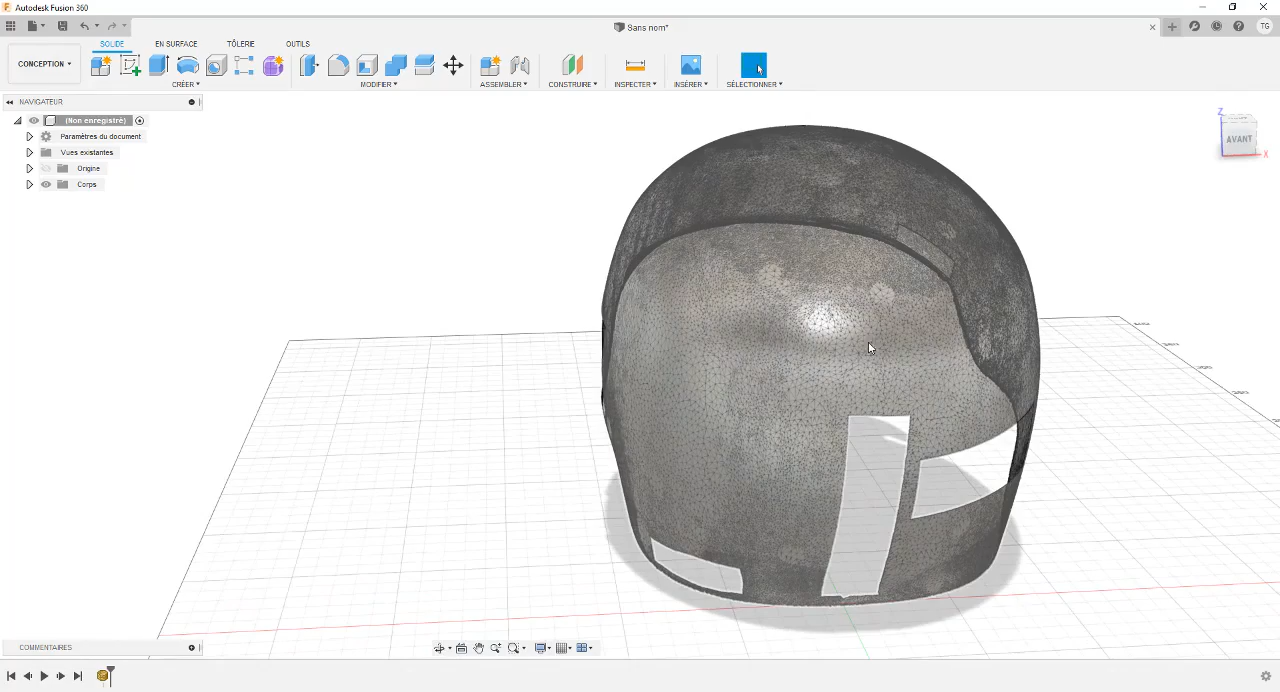 Autodesk Fusion 360
Sans nom*
TG
CONCEPTION
SOLIDE
EN SURFACE
TÔLERIE
OUTILS
CRÉER
MODIFIER
ASSEMBLER
CONSTRUIRE
INSPECTER
INSÉRER
SÉLECTIONNER
NAVIGATEUR
(Non enregistré)
Paramètres du document
Vues existantes
Origine
Corps
Z
AVANT
X
COMMENTAIRES